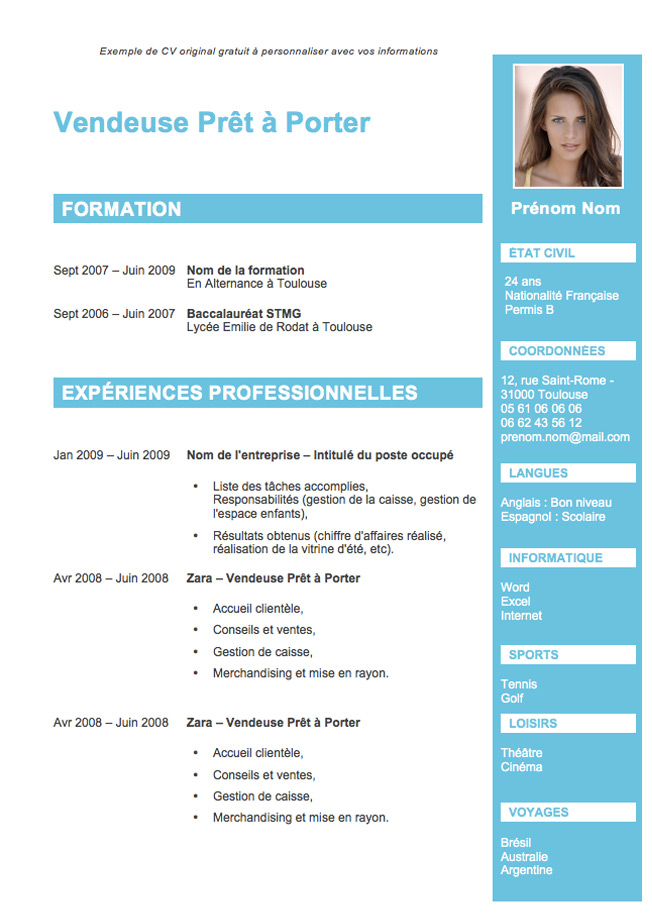 Exemple de CV original gratuit à personnaliser avec vos informations
Vendeuse Prêt à Porter
FORMATION
Sept 2007 – Juin 2009 Nom de la formation
En Alternance à Toulouse
Sept 2006 – Juin 2007 Baccalauréat STMG
Lycée Emilie de Rodat à Toulouse
EXPÉRIENCES PROFESSIONNELLES
Jan 2009 – Juin 2009 Nom de l'entreprise – Intitulé du poste occupé
• Liste des tâches accomplies,
Responsabilités (gestion de la caisse, gestion de
l'espace enfants),
• Résultats obtenus (chiffre d'affaires réalisé,
réalisation de la vitrine d'été, etc).
Avr 2008 – Juin 2008 Zara – Vendeuse Prêt à Porter
• Accueil clientèle,
• Conseils et ventes,
• Gestion de caisse,
• Merchandising et mise en rayon.
Avr 2008 – Juin 2008 Zara – Vendeuse Prêt à Porter
• Accueil clientèle,
• Conseils et ventes,
• Gestion de caisse,
• Merchandising et mise en rayon.
Prénom Nom
ÉTAT CIVIL
24 ans
Nationalité Française
Permis B
COORDONNÉES
12, rue Saint-Rome -
31000 Toulouse
05 61 06 06 06
06 62 43 56 12
prenom.nom@mail.com
LANGUES
Anglais : Bon niveau
Espagnol : Scolaire
INFORMATIQUE
Word
Excel
Internet
SPORTS
Tennis
Golf
LOISIRS
Théâtre
Cinéma
VOYAGES
Brésil
Australie
Argentine